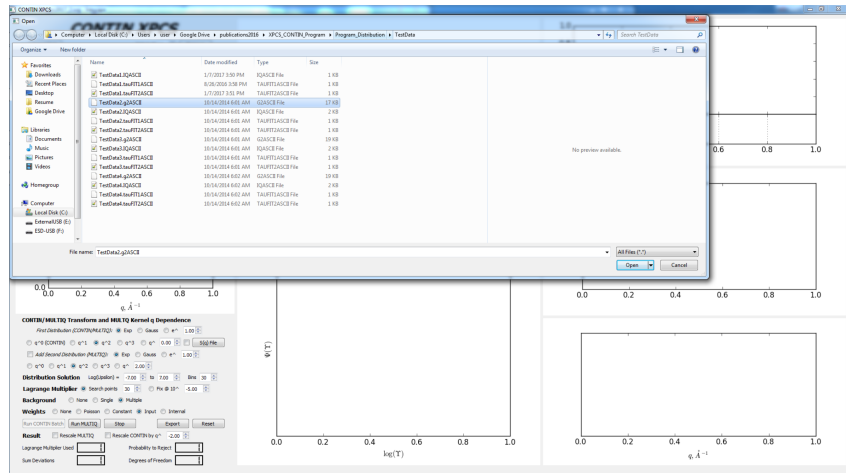 CONTIN XPCS
Open
CONTIN XPCS
Computer ▸ Local Disk (C:) ▸ Users ▸ user ▸ Google Drive ▸ publications2016 ▸ XPCS_CONTIN_Program ▸ Program_Distribution ▸ TestData
Search TestData
Organize New folder
Name Date modified Type Size
Favorites
Downloads
Recent Places
Desktop
Resume
Google Drive
Libraries
Documents
Music
Pictures
Videos
Homegroup
Computer
Local Disk (C:)
ExternalUSB (E:)
ESD-USB (F:)
TestData1.IQASCII 1/7/2017 3:50 PM IQASCII File 1 KB
TestData1.tauFIT1ASCII 8/28/2016 3:58 PM TAUFIT1ASCII File 1 KB
TestData1.tauFIT2ASCII 1/7/2017 3:51 PM TAUFIT2ASCII File 1 KB
TestData2.g2ASCII 10/14/2014 6:01 AM G2ASCII File 17 KB
TestData2.IQASCII 10/14/2014 6:01 AM IQASCII File 2 KB
TestData2.tauFIT1ASCII 10/14/2014 6:01 AM TAUFIT1ASCII File 1 KB
TestData2.tauFIT2ASCII 10/14/2014 6:01 AM TAUFIT2ASCII File 1 KB
TestData3.g2ASCII 10/14/2014 6:01 AM G2ASCII File 19 KB
TestData3.IQASCII 10/14/2014 6:01 AM IQASCII File 2 KB
TestData3.tauFIT1ASCII 10/14/2014 6:01 AM TAUFIT1ASCII File 1 KB
TestData3.tauFIT2ASCII 10/14/2014 6:01 AM TAUFIT2ASCII File 1 KB
TestData4.g2ASCII 10/14/2014 6:02 AM G2ASCII File 19 KB
TestData4.IQASCII 10/14/2014 6:02 AM IQASCII File 2 KB
TestData4.tauFIT1ASCII 10/14/2014 6:02 AM TAUFIT1ASCII File 1 KB
TestData4.tauFIT2ASCII 10/14/2014 6:02 AM TAUFIT2ASCII File 1 KB
No preview available.
File name: TestData2.g2ASCII All Files (*.*)
Open Cancel
1.0
0.6 0.8 1.0
0.0
0.0 0.2 0.4 0.6 0.8 1.0
q, Å⁻¹
0.0 0.2 0.4 0.6 0.8 1.0
CONTIN/MULTIQ Transform and MULTQ Kernel q Dependence
First Distribution (CONTIN/MULTIQ): Exp Gauss e^ 1.00
q^0 (CONTIN) q^1 q^2 q^3 q^ 0.00 S(q) File
Add Second Distribution (MULTIQ): Exp Gauss e^ 1.00
q^0 q^1 q^2 q^3 q^ 2.00
Distribution Solution Log(Upsilon) = -7.00 to 7.00 Bins 30
Lagrange Multiplier Search points 20 Fix @ 10^ -5.00
Background None Single Multiple
Weights None Poisson Constant Input Internal
Run CONTIN Batch Run MULTIQ Stop Export Reset
Result Rescale MULTIQ Rescale CONTIN by q^ -2.00
Lagrange Multiplier Used Probability to Reject
Sum Deviations Degrees of Freedom
Φ(Υ)
0.0 0.2 0.4 0.6 0.8 1.0
log(Υ)
0.0 0.2 0.4 0.6 0.8 1.0
q, Å⁻¹